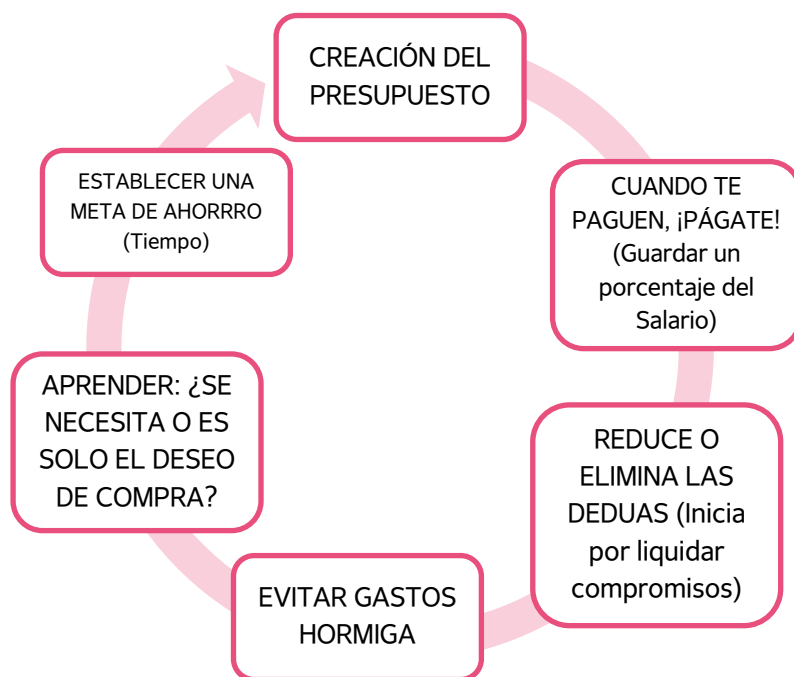 CREACIÓN DEL
PRESUPUESTO
CUANDO TE
PAGUEN, ¡PÁGATE!
(Guardar un
porcentaje del
Salario)
REDUCE O
ELIMINA LAS
DEDUAS (Inicia
por liquidar
compromisos)
EVITAR GASTOS
HORMIGA
APRENDER: ¿SE
NECESITA O ES
SOLO EL DESEO
DE COMPRA?
ESTABLECER UNA
META DE AHORRRO
(Tiempo)